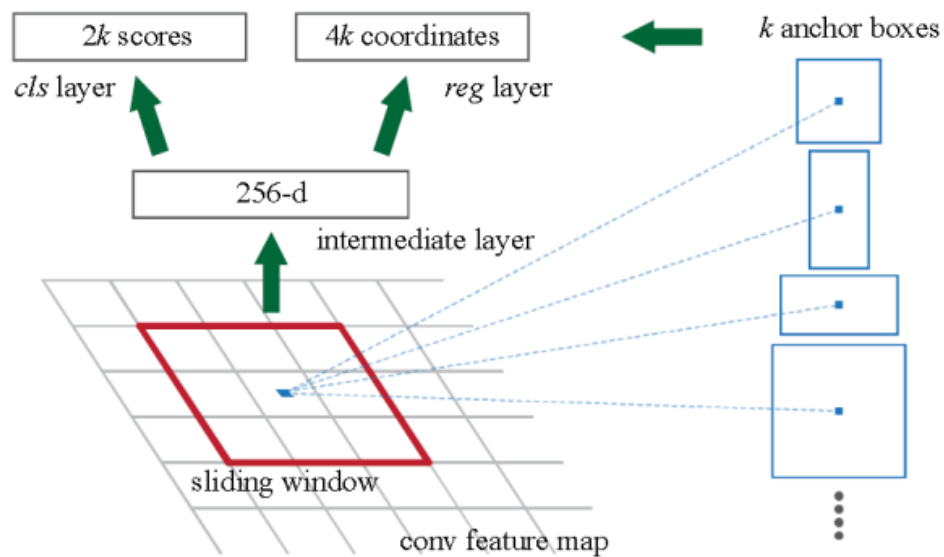 2k scores
4k coordinates
k anchor boxes
cls layer
reg layer
256-d
intermediate layer
sliding window
conv feature map